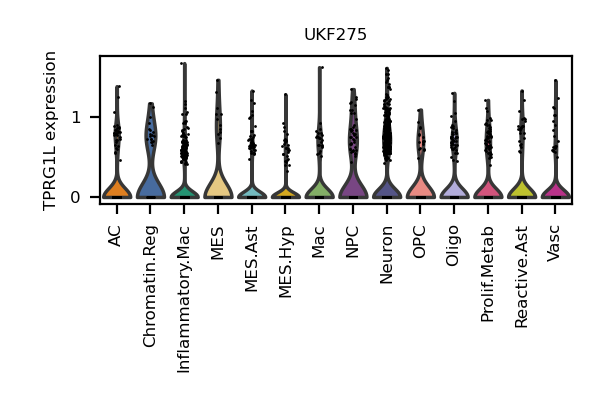 UKF275
TPRG1L expression
1
0
AC
Chromatin.Reg
Inflammatory.Mac
MES
MES.Ast
MES.Hyp
Mac
NPC
Neuron
OPC
Oligo
Prolif.Metab
Reactive.Ast
Vasc